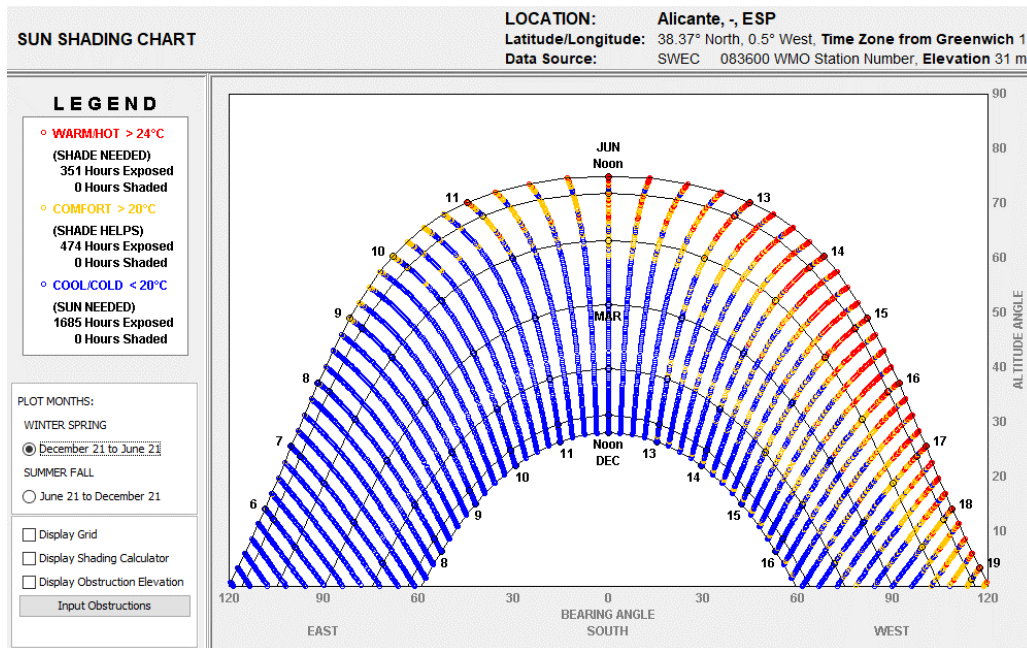 SUN SHADING CHART
LOCATION: Alicante, -, ESP
Latitude/Longitude: 38.37° North, 0.5° West, Time Zone from Greenwich 1
Data Source: SWEC 083600 WMO Station Number, Elevation 31 m
LEGEND
WARM/HOT > 24°C
(SHADE NEEDED)
351 Hours Exposed
0 Hours Shaded
COMFORT > 20°C
(SHADE HELPS)
474 Hours Exposed
0 Hours Shaded
COOL/COLD < 20°C
(SUN NEEDED)
1685 Hours Exposed
0 Hours Shaded
PLOT MONTHS:
WINTER SPRING
December 21 to June 21
SUMMER FALL
June 21 to December 21
Display Grid
Display Shading Calculator
Display Obstruction Elevation
Input Obstructions
90
80
70
60
50
40
30
20
10
ALTITUDE ANGLE
JUN
Noon
11
13
10
14
9
15
MAR
8
16
7
17
6
18
19
Noon
DEC
11
13
10
14
9
15
8
16
120 90 60 30 0 30 60 90 120
BEARING ANGLE
EAST SOUTH WEST